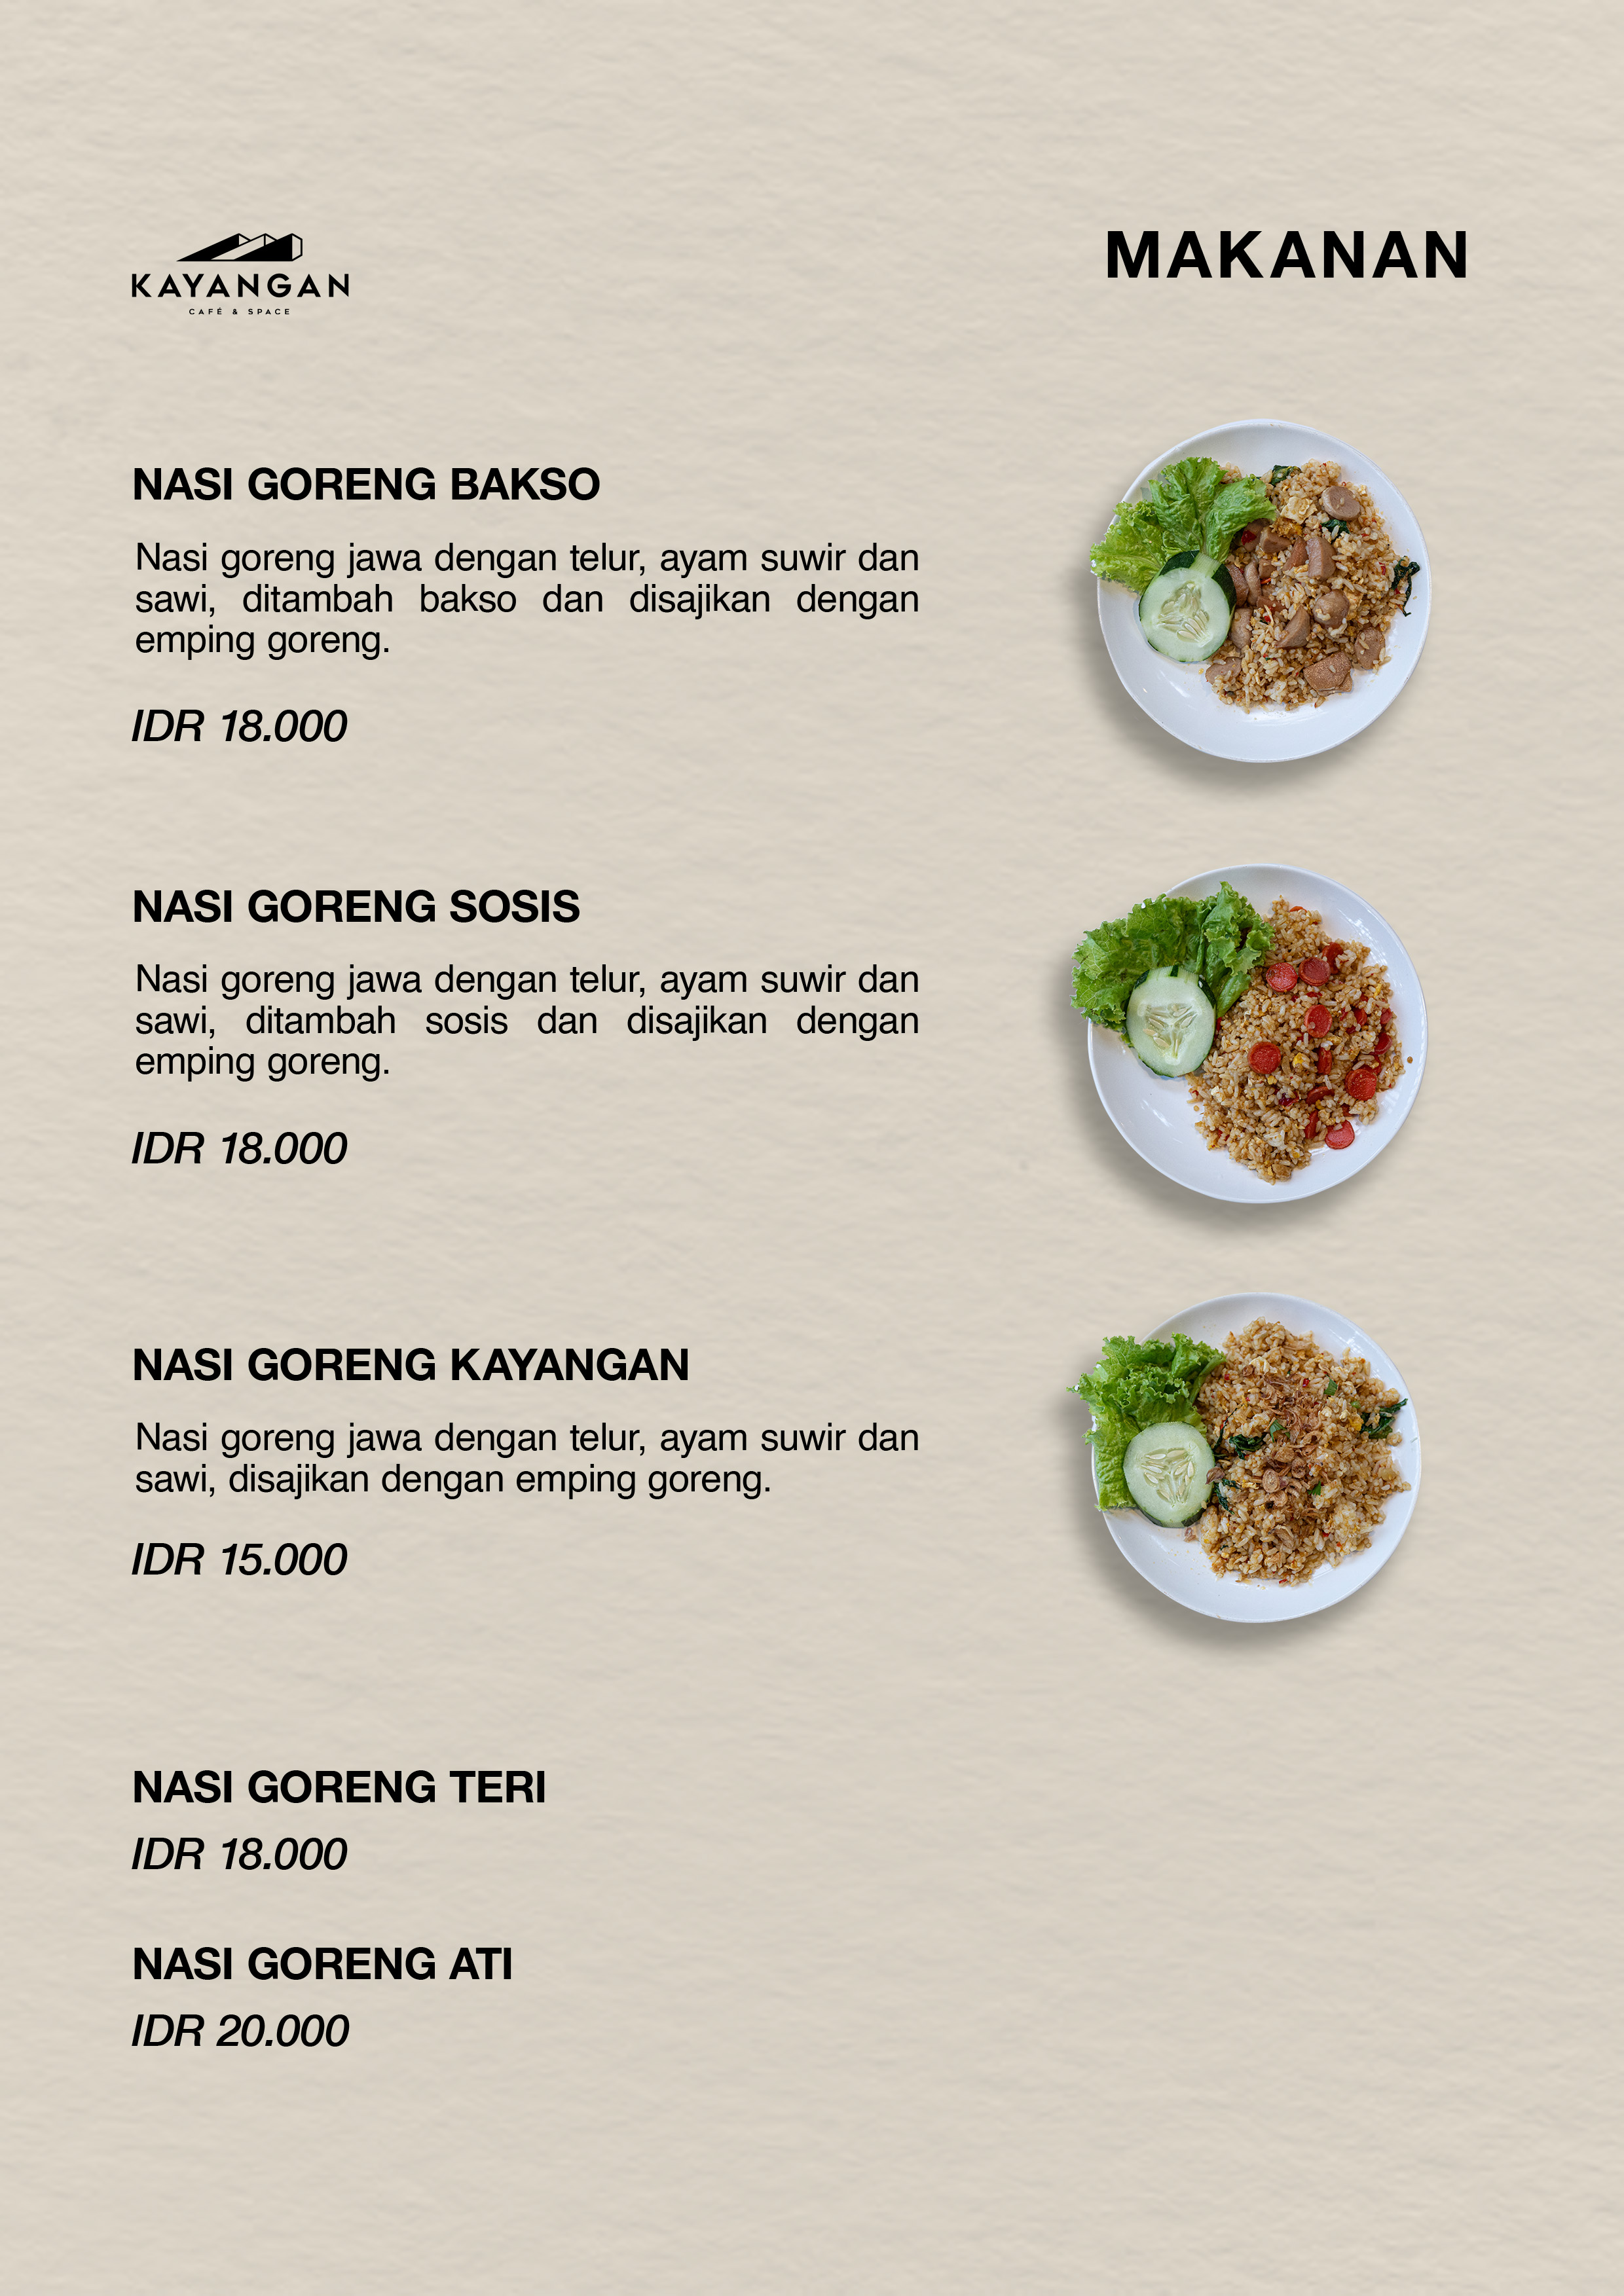 KAYANGAN
CAFÉ & SPACE
MAKANAN
NASI GORENG BAKSO
Nasi goreng jawa dengan telur, ayam suwir dan
sawi, ditambah bakso dan disajikan dengan
emping goreng.
IDR 18.000
NASI GORENG SOSIS
Nasi goreng jawa dengan telur, ayam suwir dan
sawi, ditambah sosis dan disajikan dengan
emping goreng.
IDR 18.000
NASI GORENG KAYANGAN
Nasi goreng jawa dengan telur, ayam suwir dan
sawi, disajikan dengan emping goreng.
IDR 15.000
NASI GORENG TERI
IDR 18.000
NASI GORENG ATI
IDR 20.000